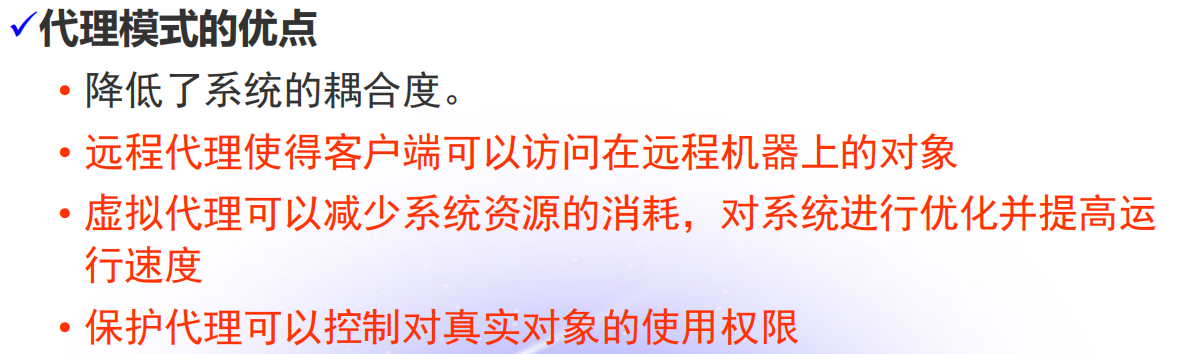 ✓代理模式的优点
• 降低了系统的耦合度。
• 远程代理使得客户端可以访问在远程机器上的对象
• 虚拟代理可以减少系统资源的消耗，对系统进行优化并提高运
行速度
• 保护代理可以控制对真实对象的使用权限